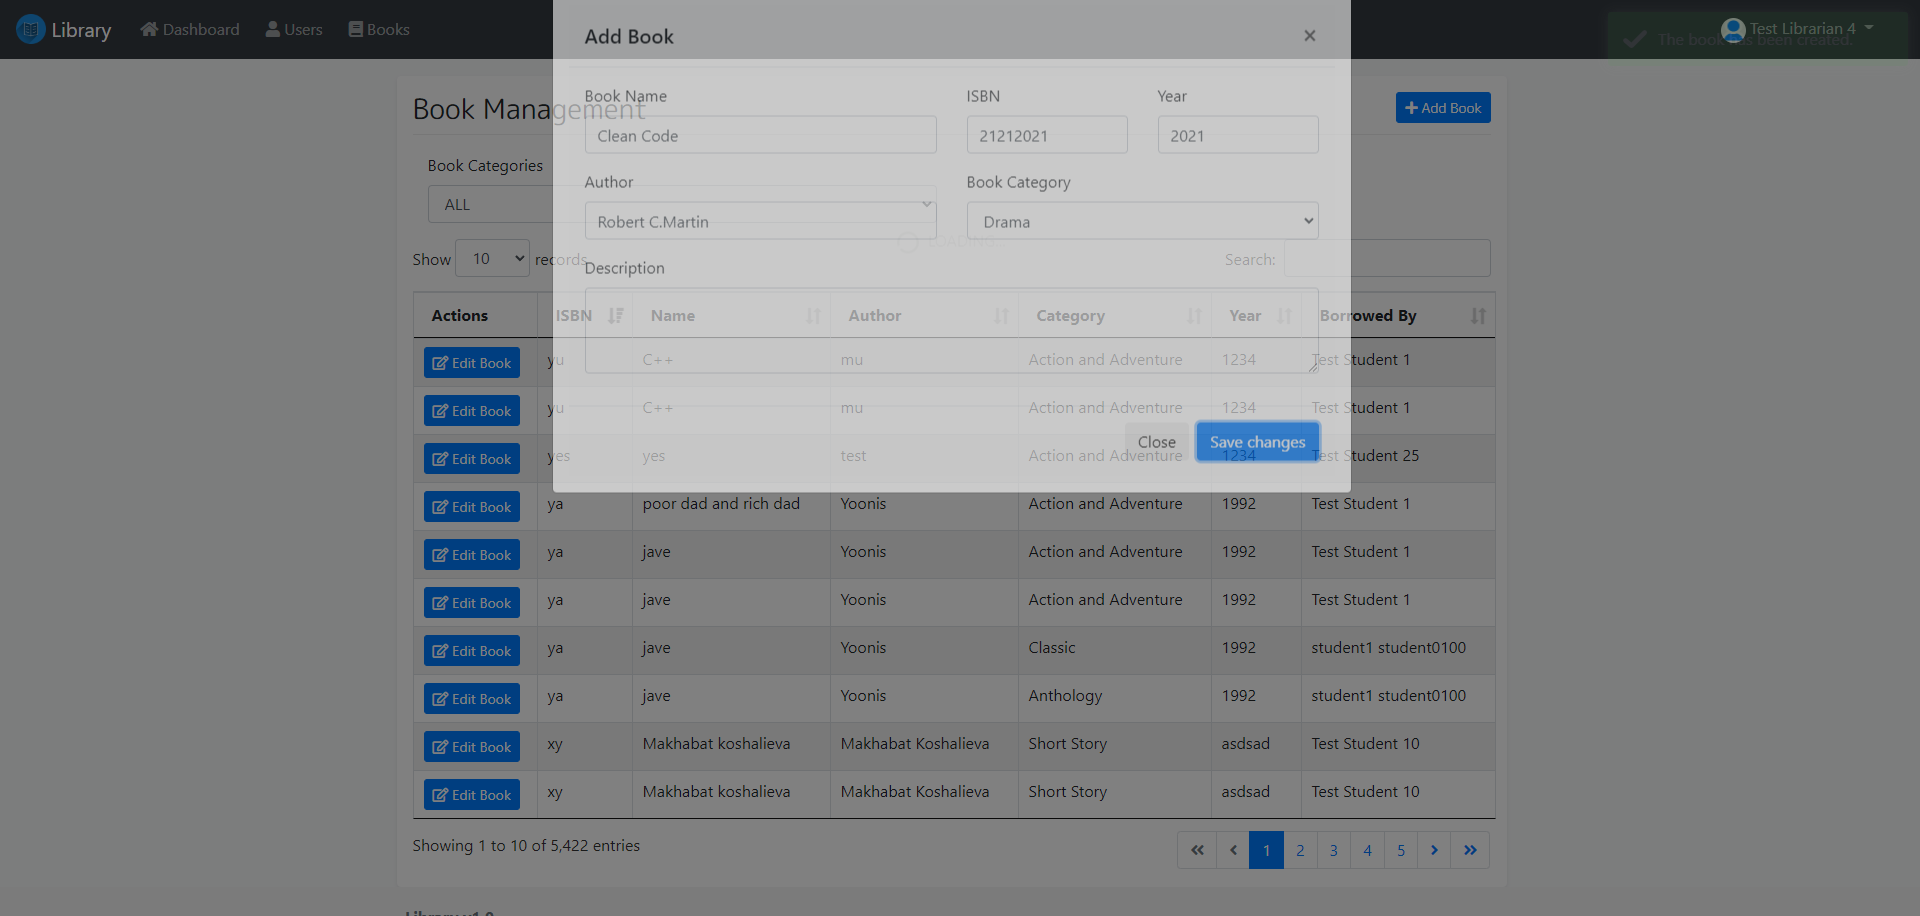 Library Dashboard Users Books Test Librarian 4
The book has been created.
Add Book ×
Book Management
Add Book
Book Name ISBN Year
Clean Code 21212021 2021
Book Categories
ALL
Author Book Category
Robert C.Martin Drama
Show 10 records Search:
Description
Actions ISBN Name Author Category Year Borrowed By
Edit Book yu C++ mu Action and Adventure 1234 Test Student 1
Edit Book yu C++ mu Action and Adventure 1234 Test Student 1
Close Save changes
Edit Book yes yes test Action and Adventure 1234 Test Student 25
Edit Book ya poor dad and rich dad Yoonis Action and Adventure 1992 Test Student 1
Edit Book ya jave Yoonis Action and Adventure 1992 Test Student 1
Edit Book ya jave Yoonis Action and Adventure 1992 Test Student 1
Edit Book ya jave Yoonis Classic 1992 student1 student0100
Edit Book ya jave Yoonis Anthology 1992 student1 student0100
Edit Book xy Makhabat koshalieva Makhabat Koshalieva Short Story asdsad Test Student 10
Edit Book xy Makhabat koshalieva Makhabat Koshalieva Short Story asdsad Test Student 10
Showing 1 to 10 of 5,422 entries
« ‹ 1 2 3 4 5 › »